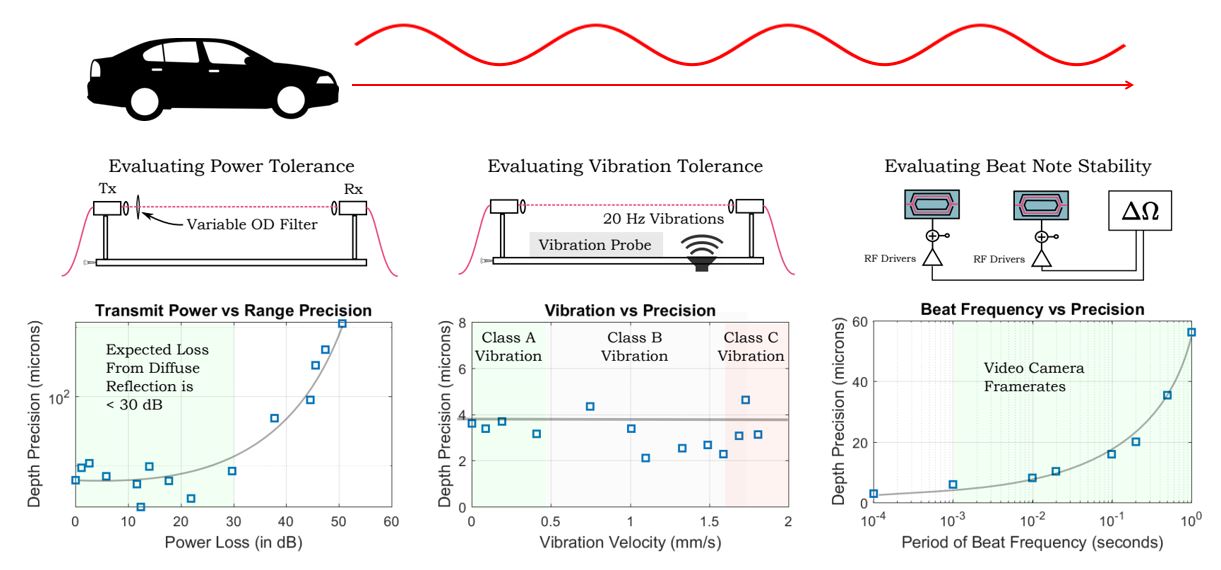 Evaluating Power Tolerance
Tx
Rx
Variable OD Filter
Evaluating Vibration Tolerance
20 Hz Vibrations
Vibration Probe
Evaluating Beat Note Stability
ΔΩ
RF Drivers
RF Drivers
Transmit Power vs Range Precision
Depth Precision (microns)
10²
Expected Loss
From Diffuse
Reflection is
< 30 dB
0 10 20 30 40 50 60
Power Loss (in dB)
Vibration vs Precision
Depth Precision (microns)
8
6
4
2
0
Class A
Vibration
Class B
Vibration
Class C
Vibration
0 0.5 1 1.5 2
Vibration Velocity (mm/s)
Beat Frequency vs Precision
Depth Precision (microns)
60
40
20
0
Video Camera
Framerates
10⁻⁴ 10⁻³ 10⁻² 10⁻¹ 10⁰
Period of Beat Frequency (seconds)